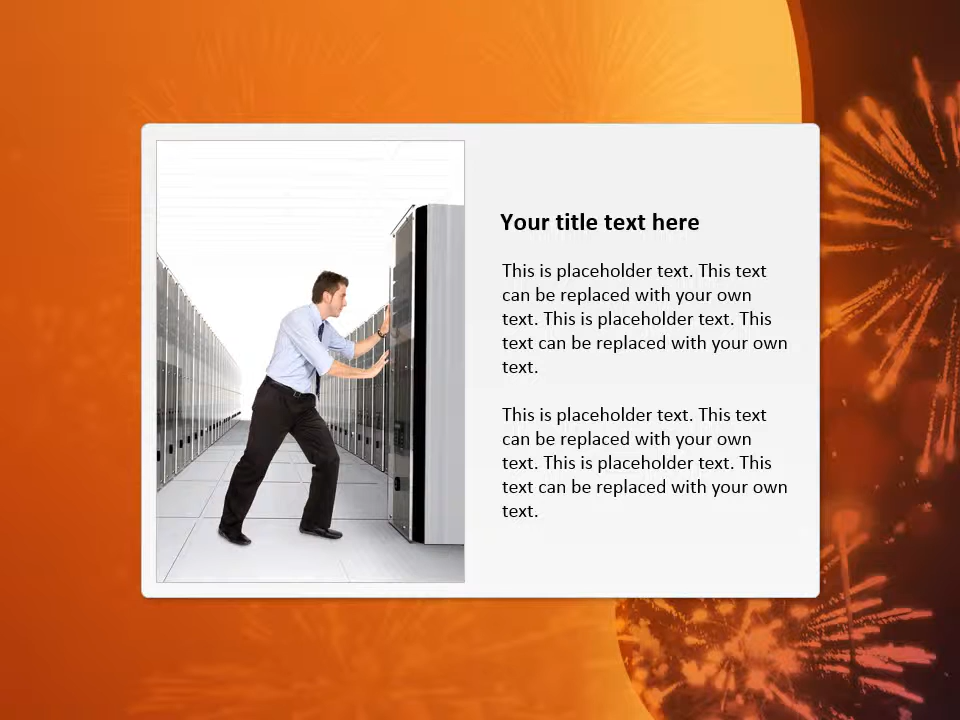 Your title text here
This is placeholder text. This text
can be replaced with your own
text. This is placeholder text. This
text can be replaced with your own
text.
This is placeholder text. This text
can be replaced with your own
text. This is placeholder text. This
text can be replaced with your own
text.